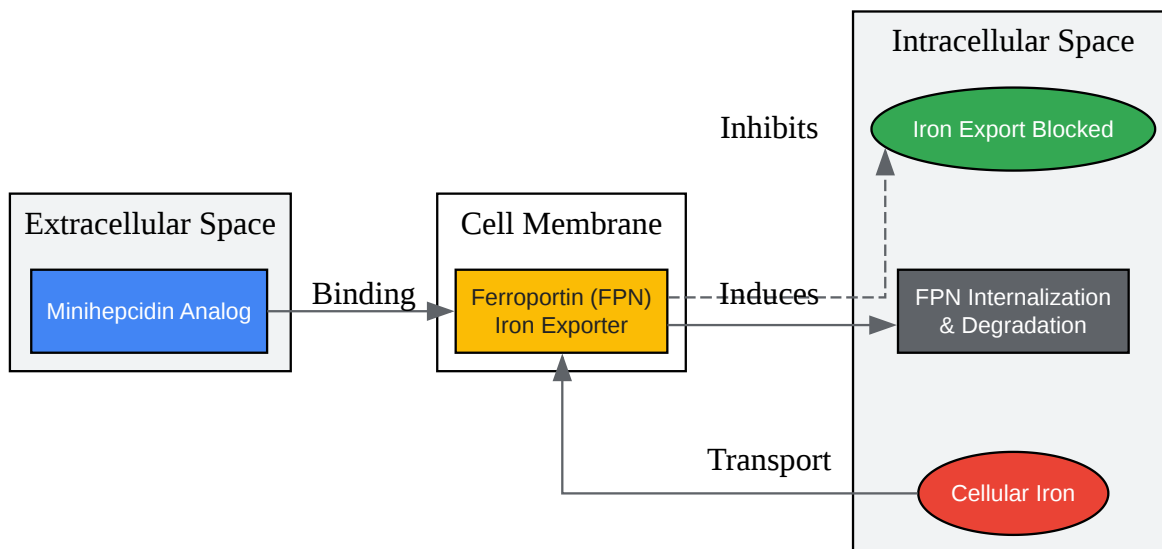 Intracellular Space
Inhibits
Iron Export Blocked
Extracellular Space
Cell Membrane
Minihepcidin Analog
Binding
Ferroportin (FPN)
Iron Exporter
Induces
FPN Internalization
& Degradation
Transport
Cellular Iron